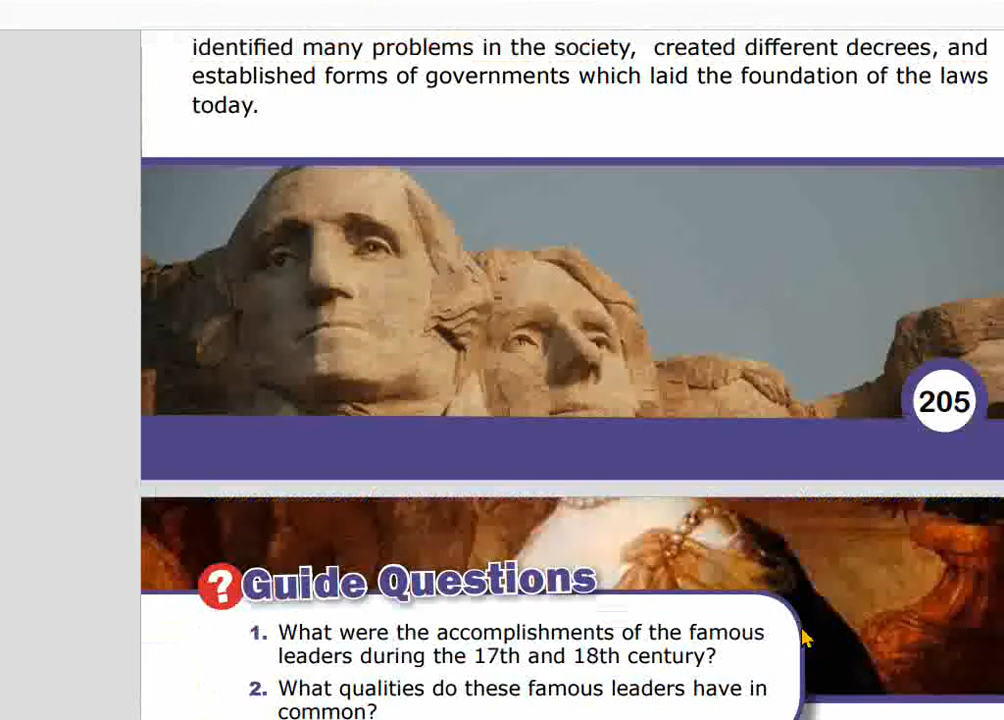 identified many problems in the society, created different decrees, and
established forms of governments which laid the foundation of the laws
today.
205
? Guide Questions
1. What were the accomplishments of the famous
leaders during the 17th and 18th century?
2. What qualities do these famous leaders have in
common?